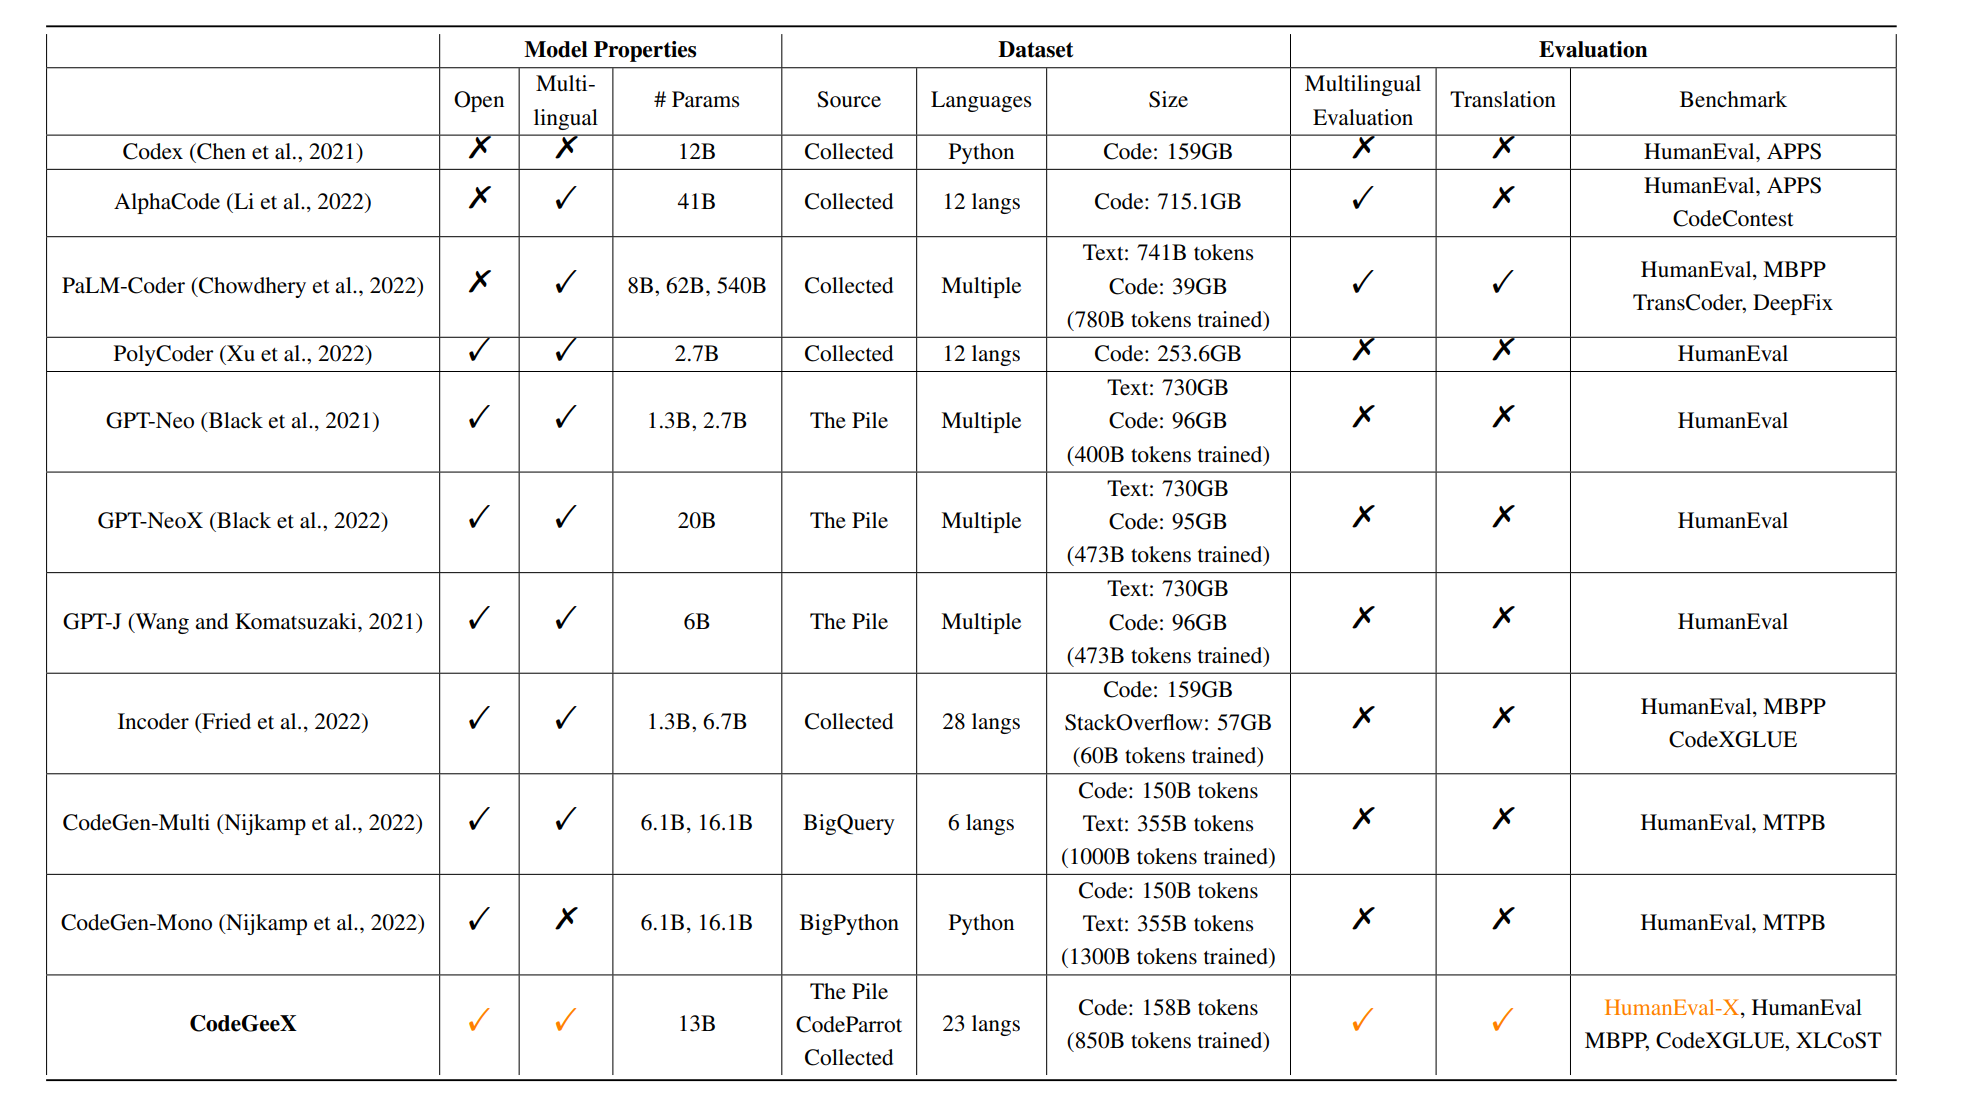 Model Properties Dataset Evaluation
Open Multi-lingual # Params Source Languages Size Multilingual Evaluation Translation Benchmark
Codex (Chen et al., 2021) ✗ ✗ 12B Collected Python Code: 159GB ✗ ✗ HumanEval, APPS
AlphaCode (Li et al., 2022) ✗ ✓ 41B Collected 12 langs Code: 715.1GB ✓ ✗ HumanEval, APPS
CodeContest
PaLM-Coder (Chowdhery et al., 2022) ✗ ✓ 8B, 62B, 540B Collected Multiple Text: 741B tokens
Code: 39GB
(780B tokens trained) ✓ ✓ HumanEval, MBPP
TransCoder, DeepFix
PolyCoder (Xu et al., 2022) ✓ ✓ 2.7B Collected 12 langs Code: 253.6GB ✗ ✗ HumanEval
GPT-Neo (Black et al., 2021) ✓ ✓ 1.3B, 2.7B The Pile Multiple Text: 730GB
Code: 96GB
(400B tokens trained) ✗ ✗ HumanEval
GPT-NeoX (Black et al., 2022) ✓ ✓ 20B The Pile Multiple Text: 730GB
Code: 95GB
(473B tokens trained) ✗ ✗ HumanEval
GPT-J (Wang and Komatsuzaki, 2021) ✓ ✓ 6B The Pile Multiple Text: 730GB
Code: 96GB
(473B tokens trained) ✗ ✗ HumanEval
Incoder (Fried et al., 2022) ✓ ✓ 1.3B, 6.7B Collected 28 langs Code: 159GB
StackOverflow: 57GB
(60B tokens trained) ✗ ✗ HumanEval, MBPP
CodeXGLUE
CodeGen-Multi (Nijkamp et al., 2022) ✓ ✓ 6.1B, 16.1B BigQuery 6 langs Code: 150B tokens
Text: 355B tokens
(1000B tokens trained) ✗ ✗ HumanEval, MTPB
CodeGen-Mono (Nijkamp et al., 2022) ✓ ✗ 6.1B, 16.1B BigPython Python Code: 150B tokens
Text: 355B tokens
(1300B tokens trained) ✗ ✗ HumanEval, MTPB
CodeGeeX ✓ ✓ 13B The Pile
CodeParrot
Collected 23 langs Code: 158B tokens
(850B tokens trained) ✓ ✓ HumanEval-X, HumanEval
MBPP, CodeXGLUE, XLCoST